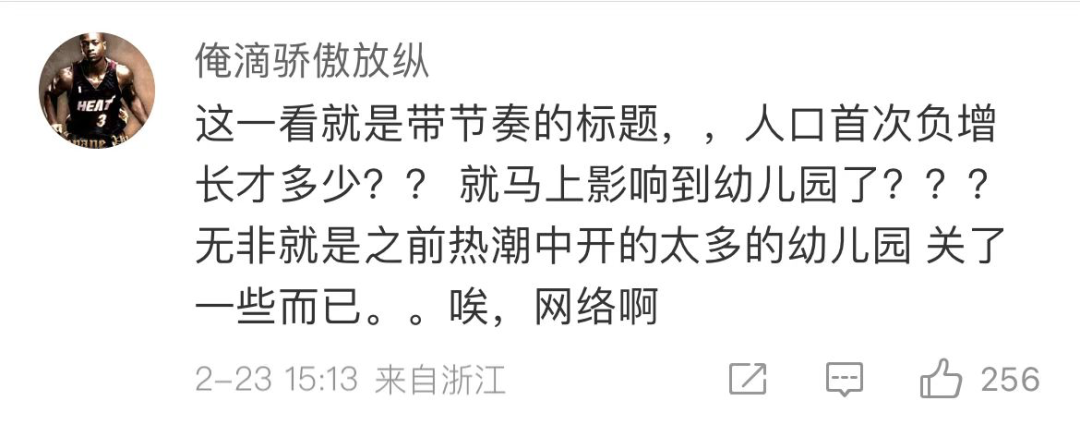 俺滴骄傲放纵
这一看就是带节奏的标题，，人口首次负增
长才多少？？ 就马上影响到幼儿园了？？？
无非就是之前热潮中开的太多的幼儿园 关了
一些而已。。唉，网络啊
2-23 15:13 来自浙江
256
HEAT
3